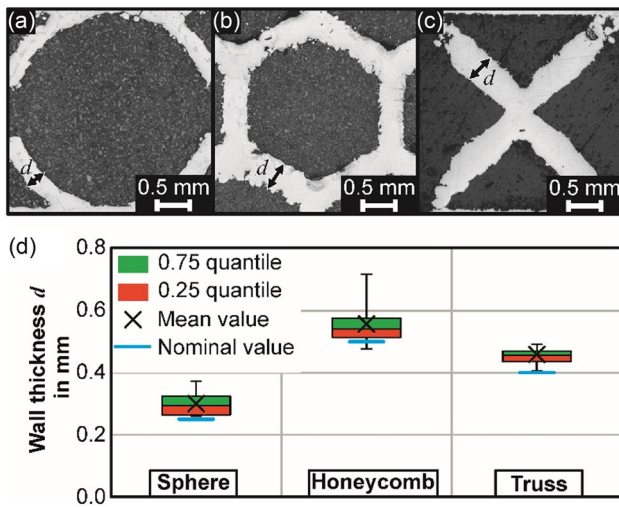 (a)
(b)
(c)
d
d
d
0.5 mm
0.5 mm
0.5 mm
(d)
0.8
0.6
0.4
0.2
0.0
Wall thickness d
in mm
0.75 quantile
0.25 quantile
Mean value
Nominal value
Sphere
Honeycomb
Truss